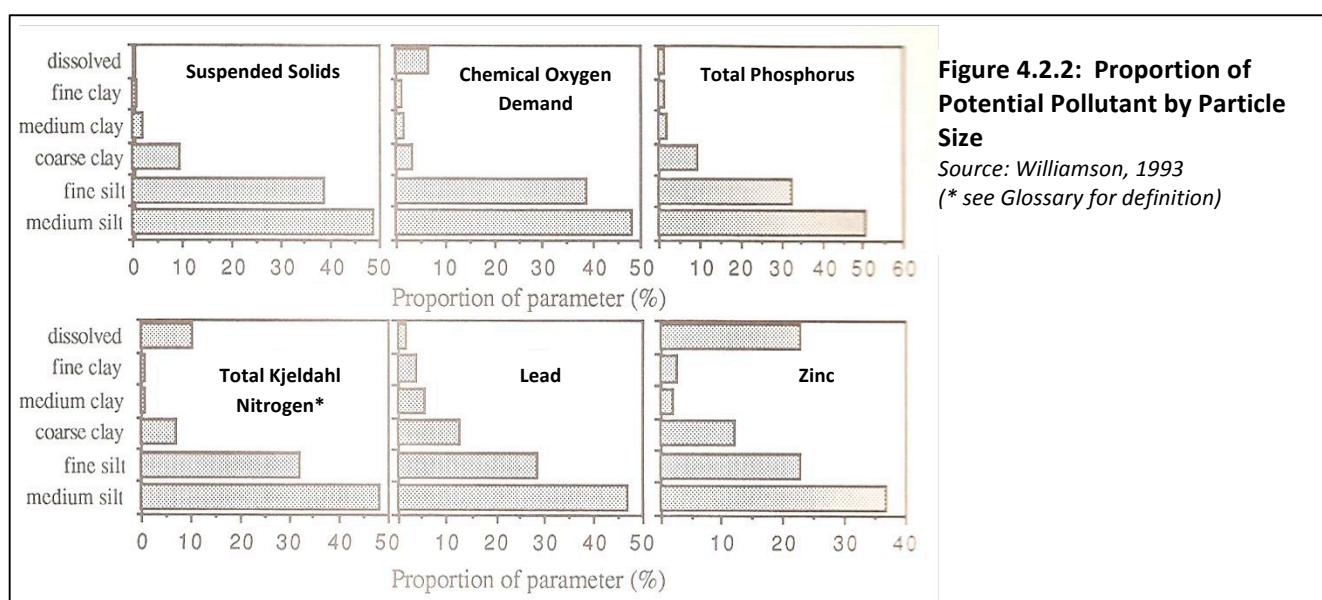 dissolved
fine clay
medium clay
coarse clay
fine silt
medium silt
Suspended Solids
0 10 20 30 40 50
Chemical Oxygen
Demand
0 10 20 30 40 50
Total Phosphorus
0 10 20 30 40 50 60
Proportion of parameter (%)
Figure 4.2.2: Proportion of
Potential Pollutant by Particle
Size
Source: Williamson, 1993
(* see Glossary for definition)
dissolved
fine clay
medium clay
coarse clay
fine silt
medium silt
Total Kjeldahl
Nitrogen*
0 10 20 30 40 50
Lead
0 10 20 30 40 50
Zinc
0 10 20 30 40
Proportion of parameter (%)